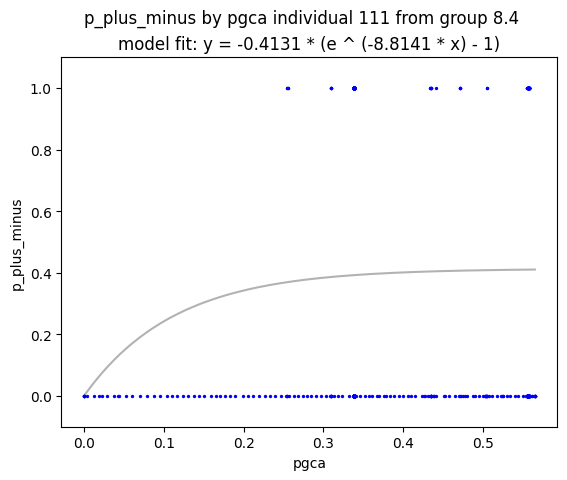 p_plus_minus by pgca individual 111 from group 8.4
model fit: y = -0.4131 * (e ^ (-8.8141 * x) - 1)
1.0
0.8
0.6
0.4
0.2
0.0
p_plus_minus
0.0 0.1 0.2 0.3 0.4 0.5
pgca